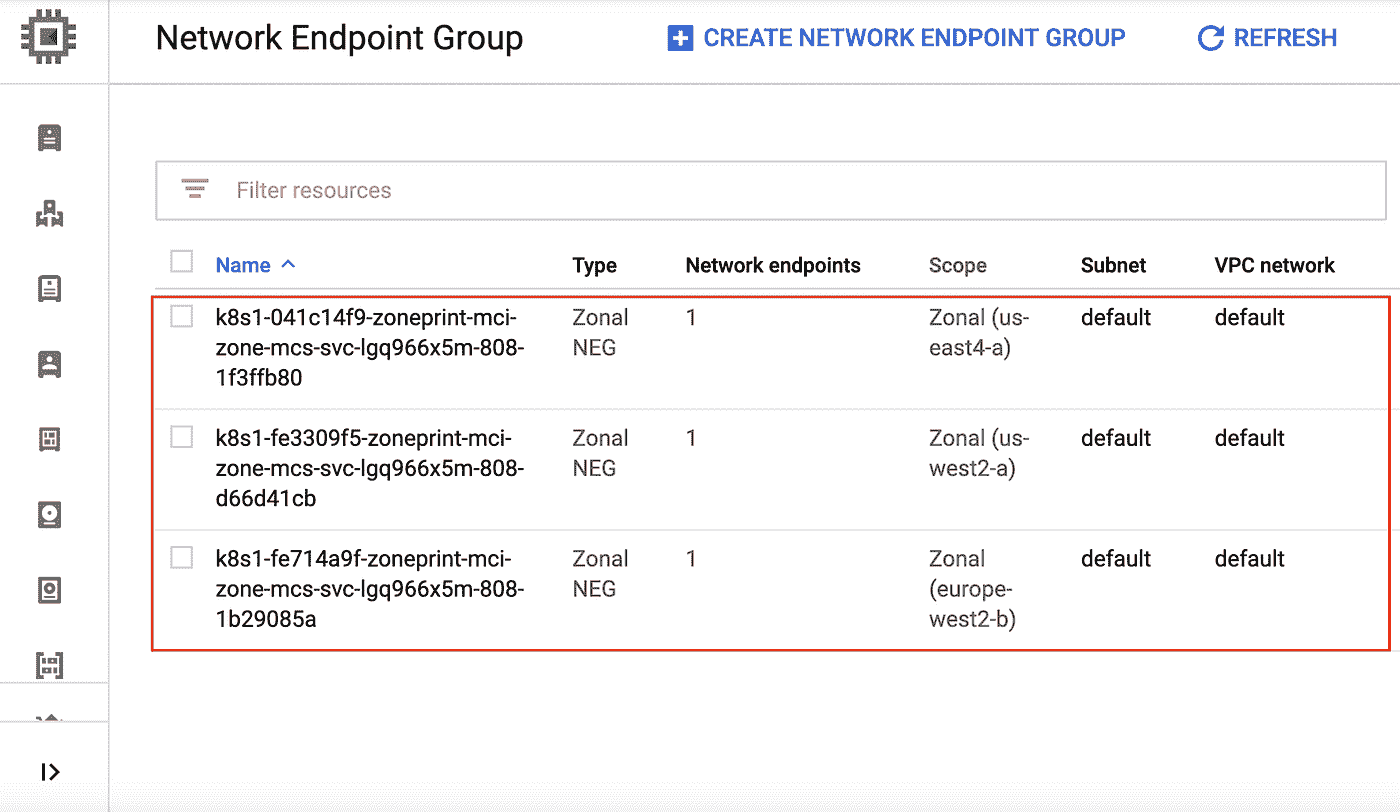 Network Endpoint Group
CREATE NETWORK ENDPOINT GROUP
REFRESH
Filter resources
Name Type Network endpoints Scope Subnet VPC network
k8s1-041c14f9-zoneprint-mci- Zonal 1 Zonal (us- default default
zone-mcs-svc-lgq966x5m-808- NEG east4-a)
1f3ffb80
k8s1-fe3309f5-zoneprint-mci- Zonal 1 Zonal (us- default default
zone-mcs-svc-lgq966x5m-808- NEG west2-a)
d66d41cb
k8s1-fe714a9f-zoneprint-mci- Zonal 1 Zonal default default
zone-mcs-svc-lgq966x5m-808- NEG (europe-
1b29085a west2-b)